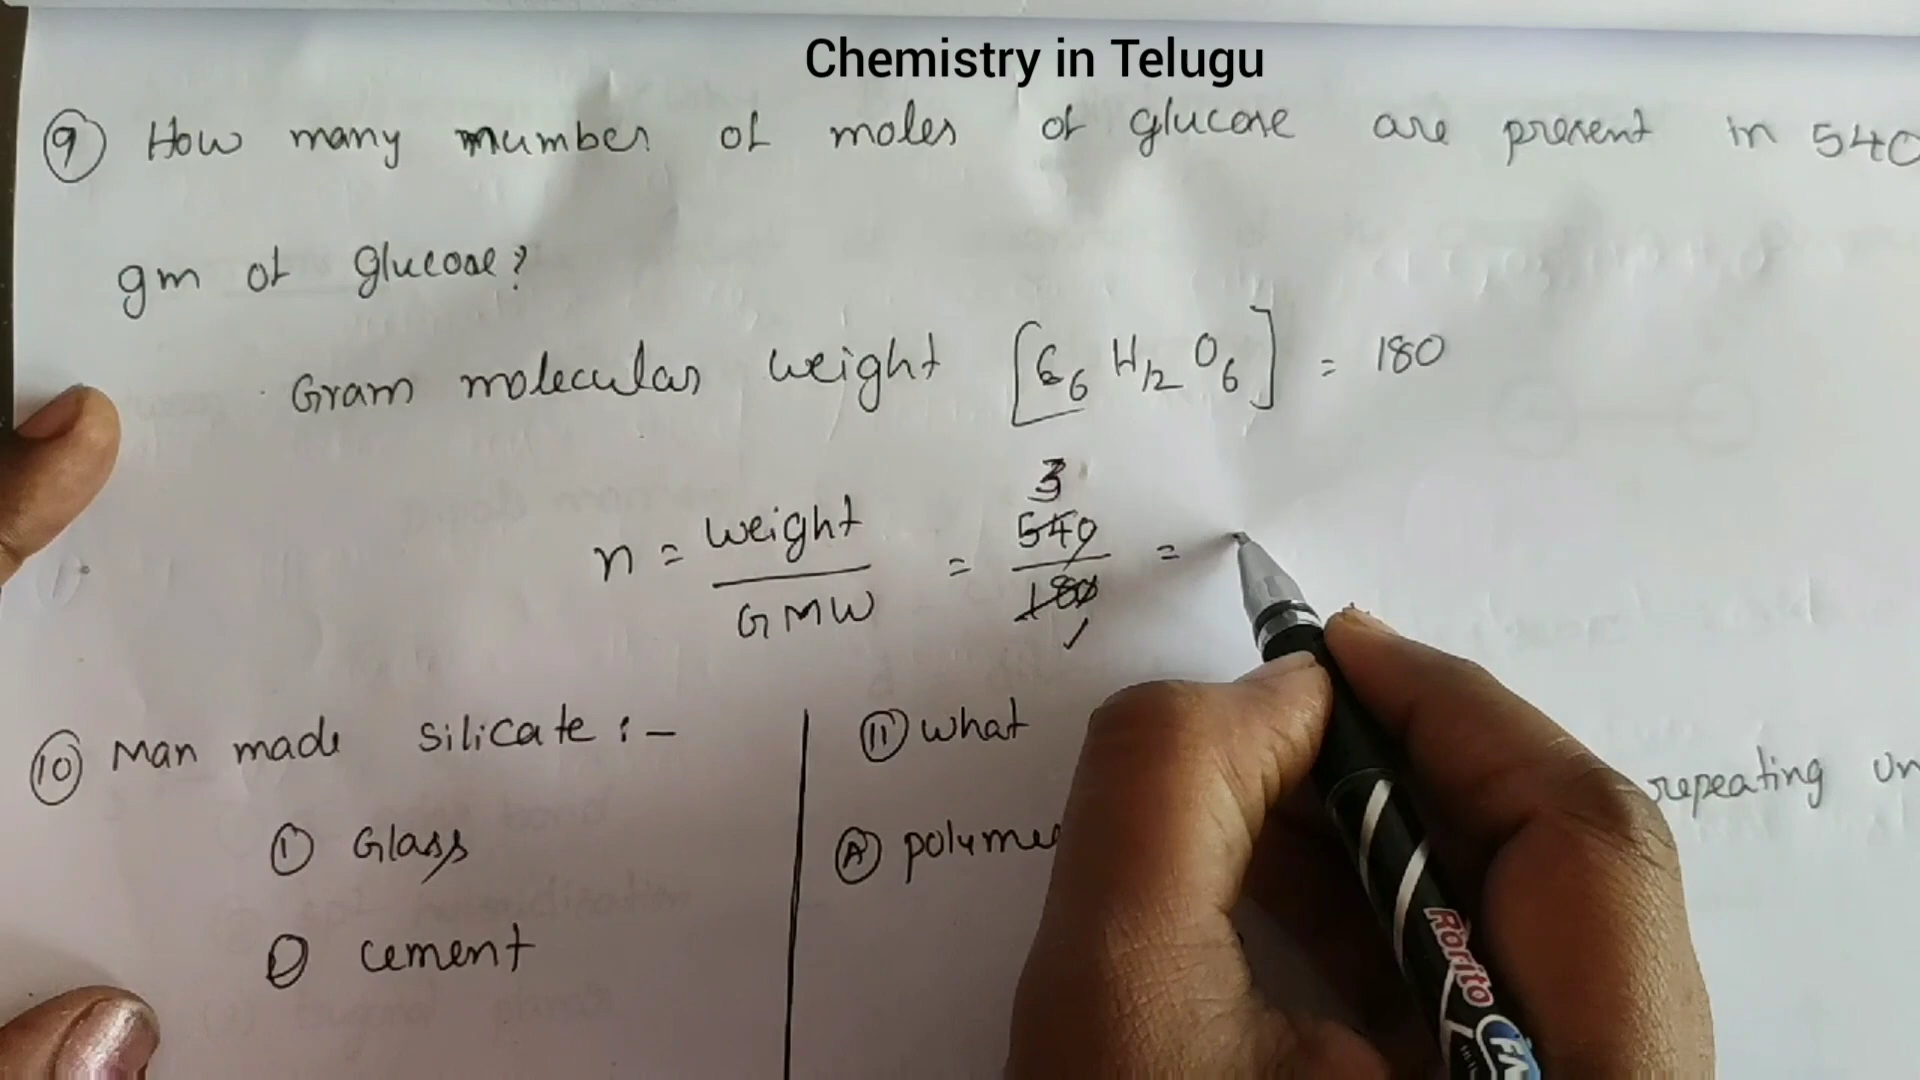 Chemistry in Telugu
9 How many number of moles of glucose are present in 540
gm of glucose?
Gram molecular weight [C6 H12 O6] = 180
3
n = weight / GMW = 540 / 180 =
1
10 Man made silicate :-
1 Glass
2 cement
11 what
repeating un
A polyme
Rorito